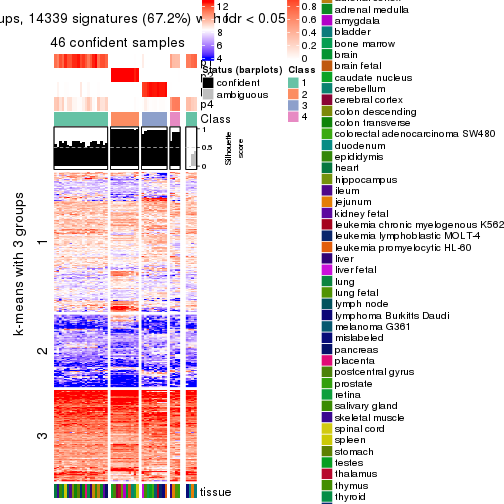 ups, 14339 signatures (67.2%) with fdr < 0.05
46 confident samples
p4
Class
1
0.5
0
Silhouette
score
k-means with 3 groups
1
2
3
tissue
12
8
6
4
Status (barplots)
confident
ambiguous
0.8
0.6
0.4
0.2
0
Class
1
2
3
4
adrenal medulla
amygdala
bladder
bone marrow
brain
brain fetal
caudate nucleus
cerebellum
cerebral cortex
colon descending
colon transverse
colorectal adenocarcinoma SW480
duodenum
epididymis
heart
hippocampus
ileum
jejunum
kidney fetal
leukemia chronic myelogenous K562
leukemia lymphoblastic MOLT-4
leukemia promyelocytic HL-60
liver
liver fetal
lung
lung fetal
lymph node
lymphoma Burkitts Daudi
melanoma G361
mislabeled
pancreas
placenta
postcentral gyrus
prostate
retina
salivary gland
skeletal muscle
spinal cord
spleen
stomach
testes
thalamus
thymus
thyroid